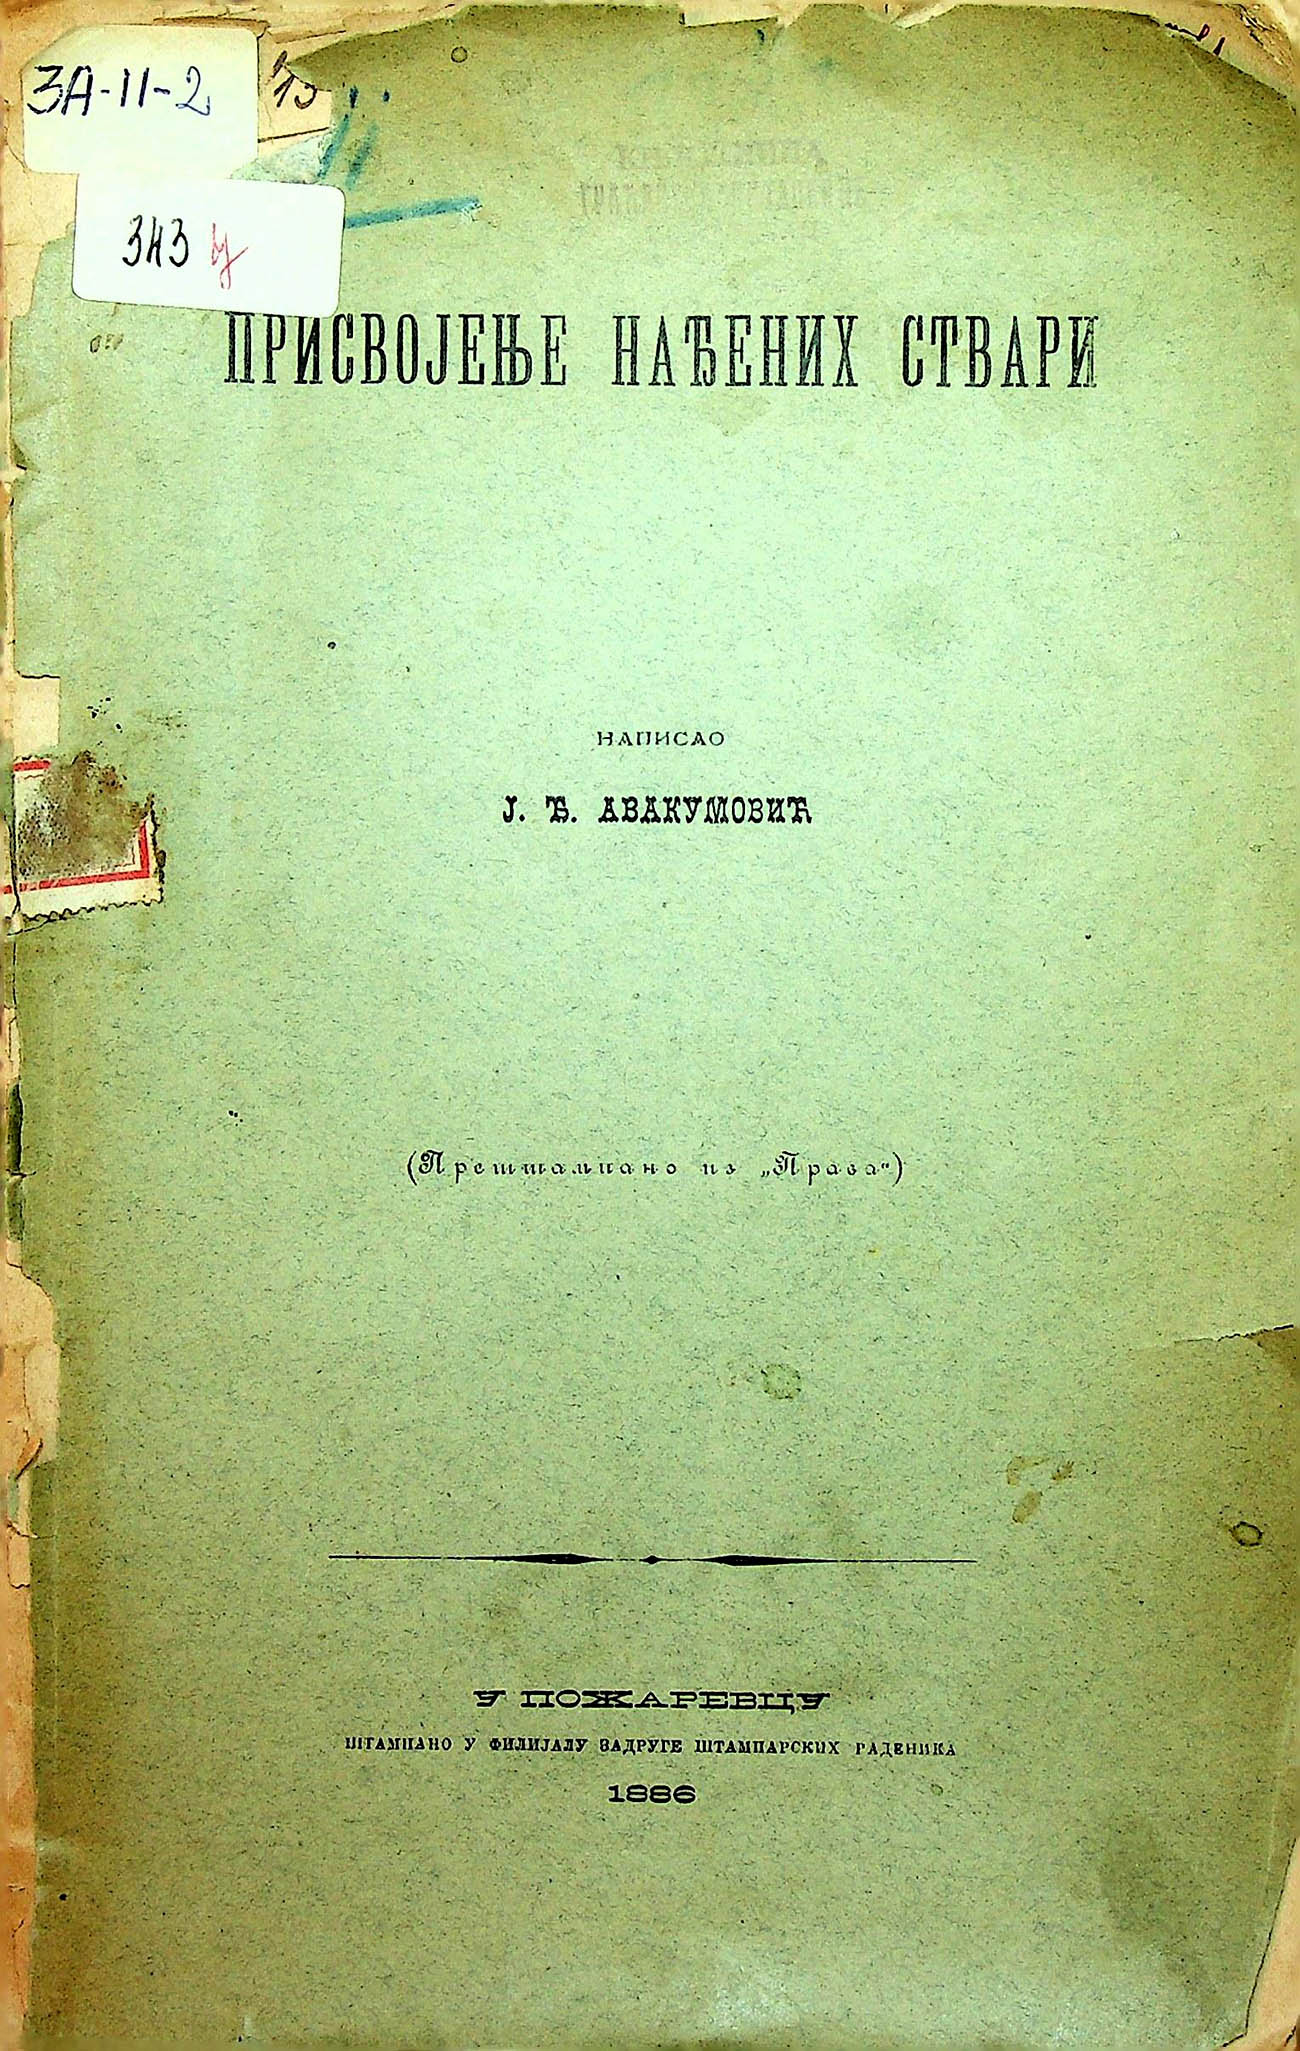 ЗА-II-2
343
ПРИСВОЈЕЊЕ НАЂЕНИХ СТВАРИ
НАПИСАО
Ј. Ђ. АВАКУМОВИЋ
(Прештампано из „Права“)
У ПОЖАРЕВЦУ
ШТАМПАНО У ФИЛИЈАЛУ ЗАДРУГЕ ШТАМПАРСКИХ РАДЕНИКА
1886